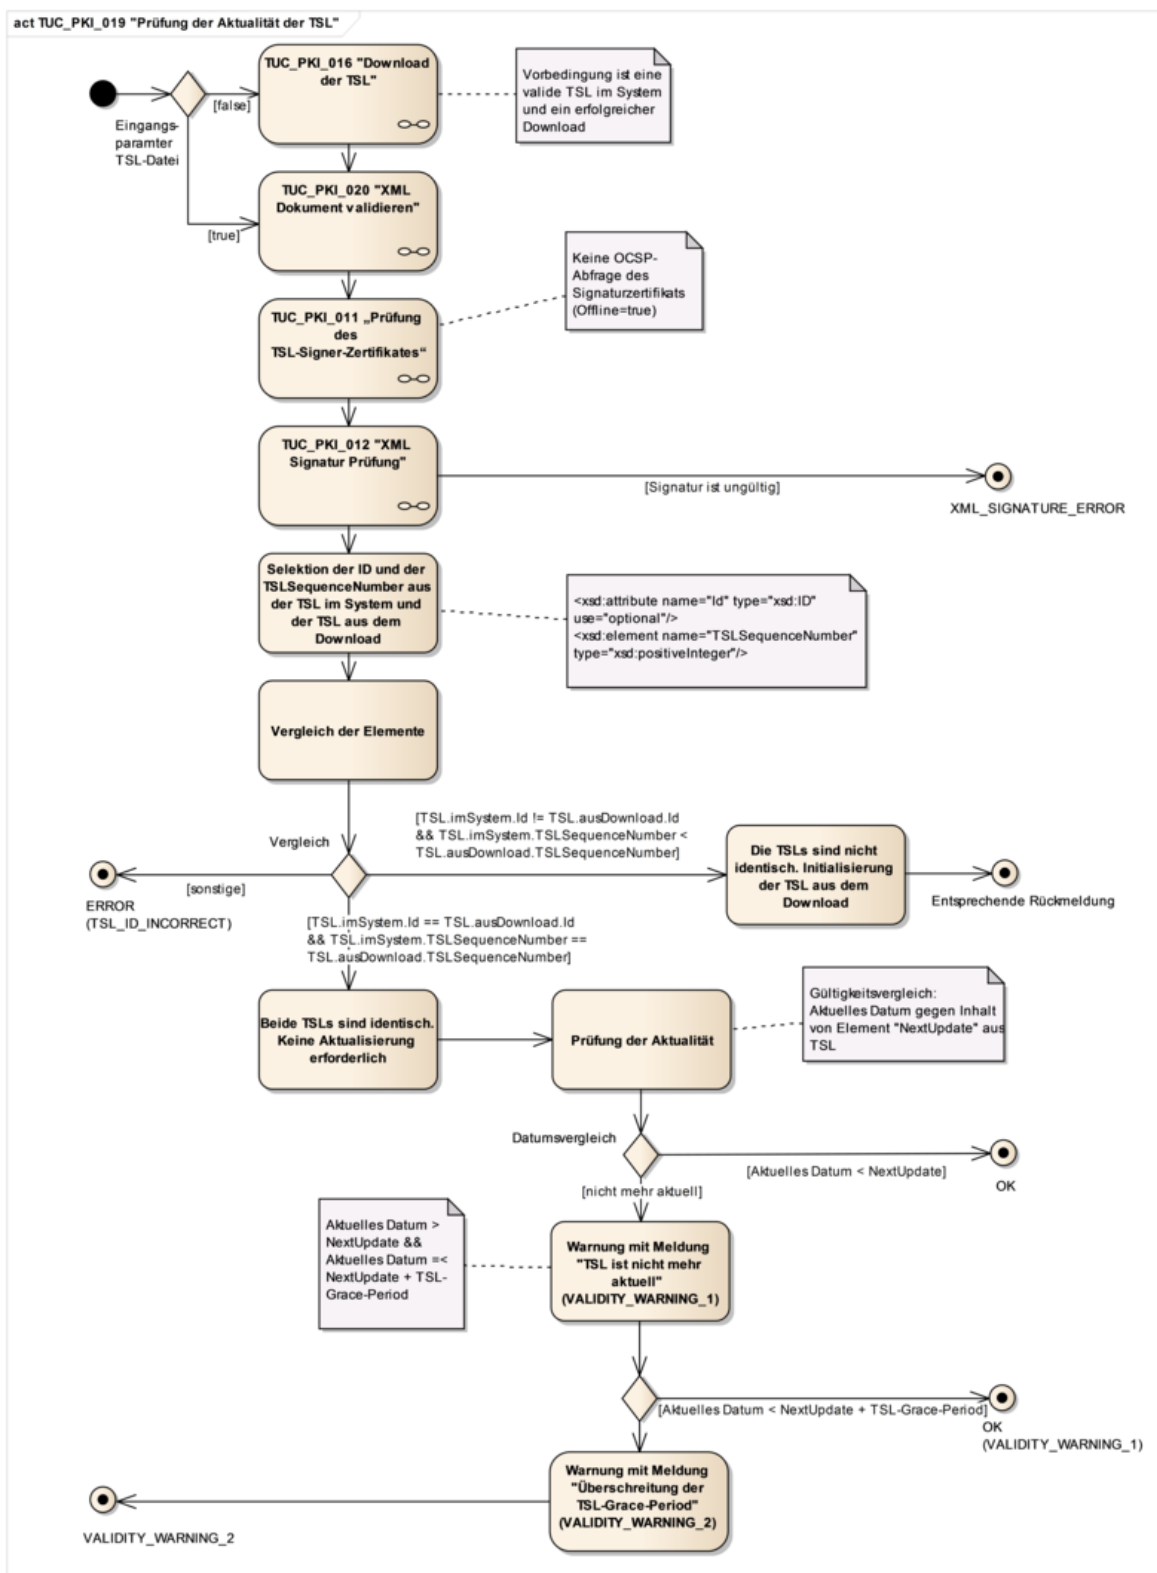 act TUC_PKI_019 "Prüfung der Aktualität der TSL"
TUC_PKI_016 "Download
der TSL"
Vorbedingung ist eine
valide TSL im System
und ein erfolgreicher
Download
[false]
Eingangs-
paramter
TSL-Datei
TUC_PKI_020 "XML
Dokument validieren"
[true]
Keine OCSP-
Abfrage des
Signaturzertifikats
(Offline=true)
TUC_PKI_011 „Prüfung
des
TSL-Signer-Zertifikates“
TUC_PKI_012 "XML
Signatur Prüfung"
[Signatur ist ungültig]
XML_SIGNATURE_ERROR
Selektion der ID und der
TSLSequenceNumber aus
der TSL im System und
der TSL aus dem
Download
<xsd:attribute name="Id" type="xsd:ID"
use="optional"/>
<xsd:element name="TSLSequenceNumber"
type="xsd:positiveInteger"/>
Vergleich der Elemente
[TSL.imSystem.Id != TSL.ausDownload.Id
&& TSL.imSystem.TSLSequenceNumber <
TSL.ausDownload.TSLSequenceNumber]
Vergleich
Die TSLs sind nicht
identisch. Initialisierung
der TSL aus dem
Download
Entsprechende Rückmeldung
[sonstige]
ERROR
(TSL_ID_INCORRECT)
[TSL.imSystem.Id == TSL.ausDownload.Id
&& TSL.imSystem.TSLSequenceNumber ==
TSL.ausDownload.TSLSequenceNumber]
Beide TSLs sind identisch.
Keine Aktualisierung
erforderlich
Prüfung der Aktualität
Gültigkeitsvergleich:
Aktuelles Datum gegen Inhalt
von Element "NextUpdate" aus
TSL
Datumsvergleich
[Aktuelles Datum < NextUpdate]
OK
[nicht mehr aktuell]
Aktuelles Datum >
NextUpdate &&
Aktuelles Datum =<
NextUpdate + TSL-
Grace-Period
Warnung mit Meldung
"TSL ist nicht mehr
aktuell"
(VALIDITY_WARNING_1)
[Aktuelles Datum < NextUpdate + TSL-Grace-Period]
OK
(VALIDITY_WARNING_1)
Warnung mit Meldung
"Überschreitung der
TSL-Grace-Period"
(VALIDITY_WARNING_2)
VALIDITY_WARNING_2